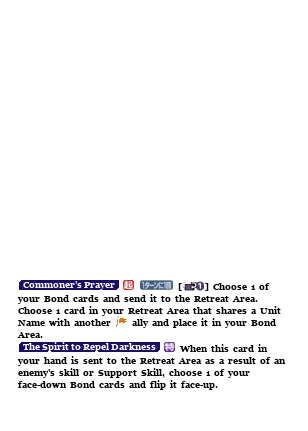 Commoner's Prayer 起 1ターンに1回 [1] Choose 1 of
your Bond cards and send it to the Retreat Area.
Choose 1 card in your Retreat Area that shares a Unit
Name with another ally and place it in your Bond
Area.
The Spirit to Repel Darkness 特 When this card in
your hand is sent to the Retreat Area as a result of an
enemy's skill or Support Skill, choose 1 of your
face-down Bond cards and flip it face-up.